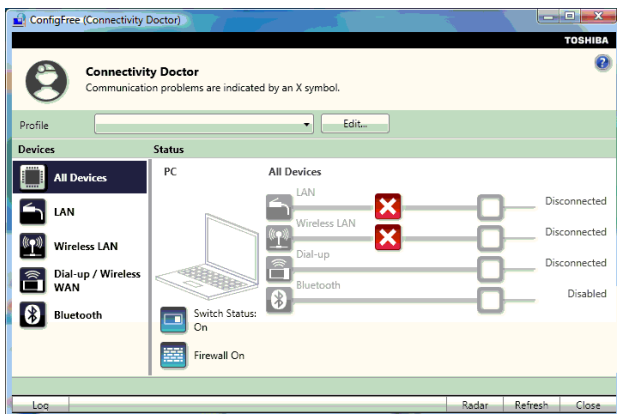 ConfigFree (Connectivity Doctor)
TOSHIBA
Connectivity Doctor
Communication problems are indicated by an X symbol.
Profile
Edit...
Devices
Status
All Devices
LAN
Wireless LAN
Dial-up / Wireless
WAN
Bluetooth
PC
Switch Status:
On
Firewall On
All Devices
LAN
Disconnected
Wireless LAN
Disconnected
Dial-up
Disconnected
Bluetooth
Disabled
Log
Radar
Refresh
Close